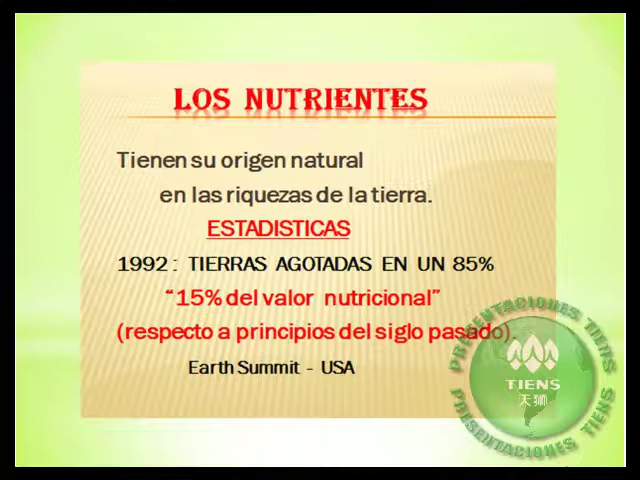 LOS NUTRIENTES
Tienen su origen natural
en las riquezas de la tierra.
ESTADISTICAS
1992 : TIERRAS AGOTADAS EN UN 85%
“15% del valor nutricional”
(respecto a principios del siglo pasado).
Earth Summit - USA
PRESENTACIONES TIENS
TIENS
天狮
PRESENTACIONES TIENS